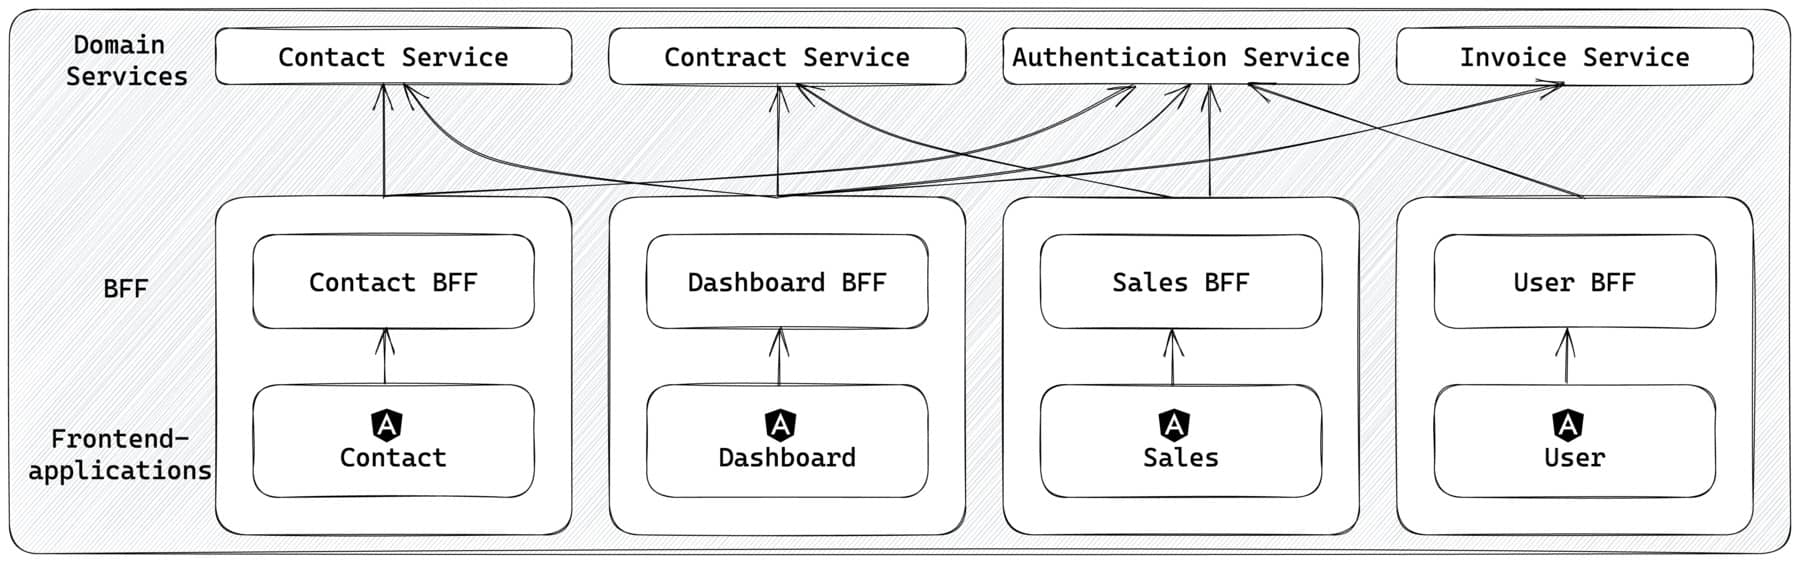 Domain
Services
Contact Service
Contract Service
Authentication Service
Invoice Service
BFF
Contact BFF
Dashboard BFF
Sales BFF
User BFF
Frontend-
applications
A
Contact
A
Dashboard
A
Sales
A
User